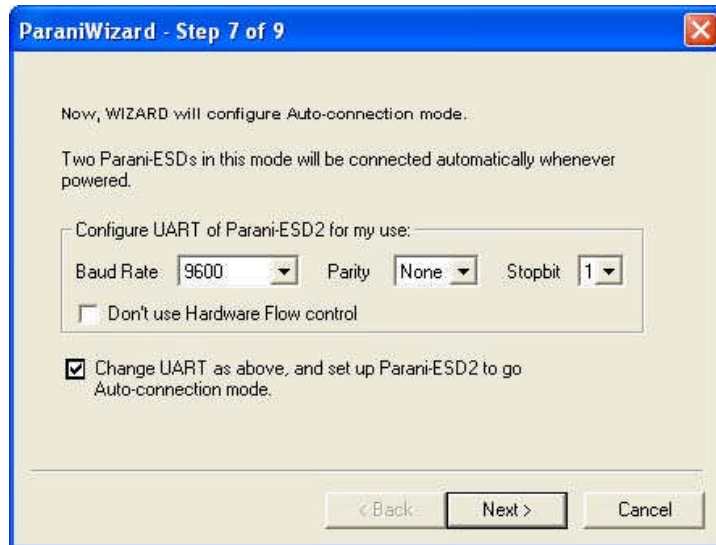 ParaniWizard - Step 7 of 9
Now, WIZARD will configure Auto-connection mode.
Two Parani-ESDs in this mode will be connected automatically whenever
powered.
Configure UART of Parani-ESD2 for my use:
Baud Rate 9600 Parity None Stopbit 1
Don't use Hardware Flow control
Change UART as above, and set up Parani-ESD2 to go
Auto-connection mode.
< Back Next > Cancel